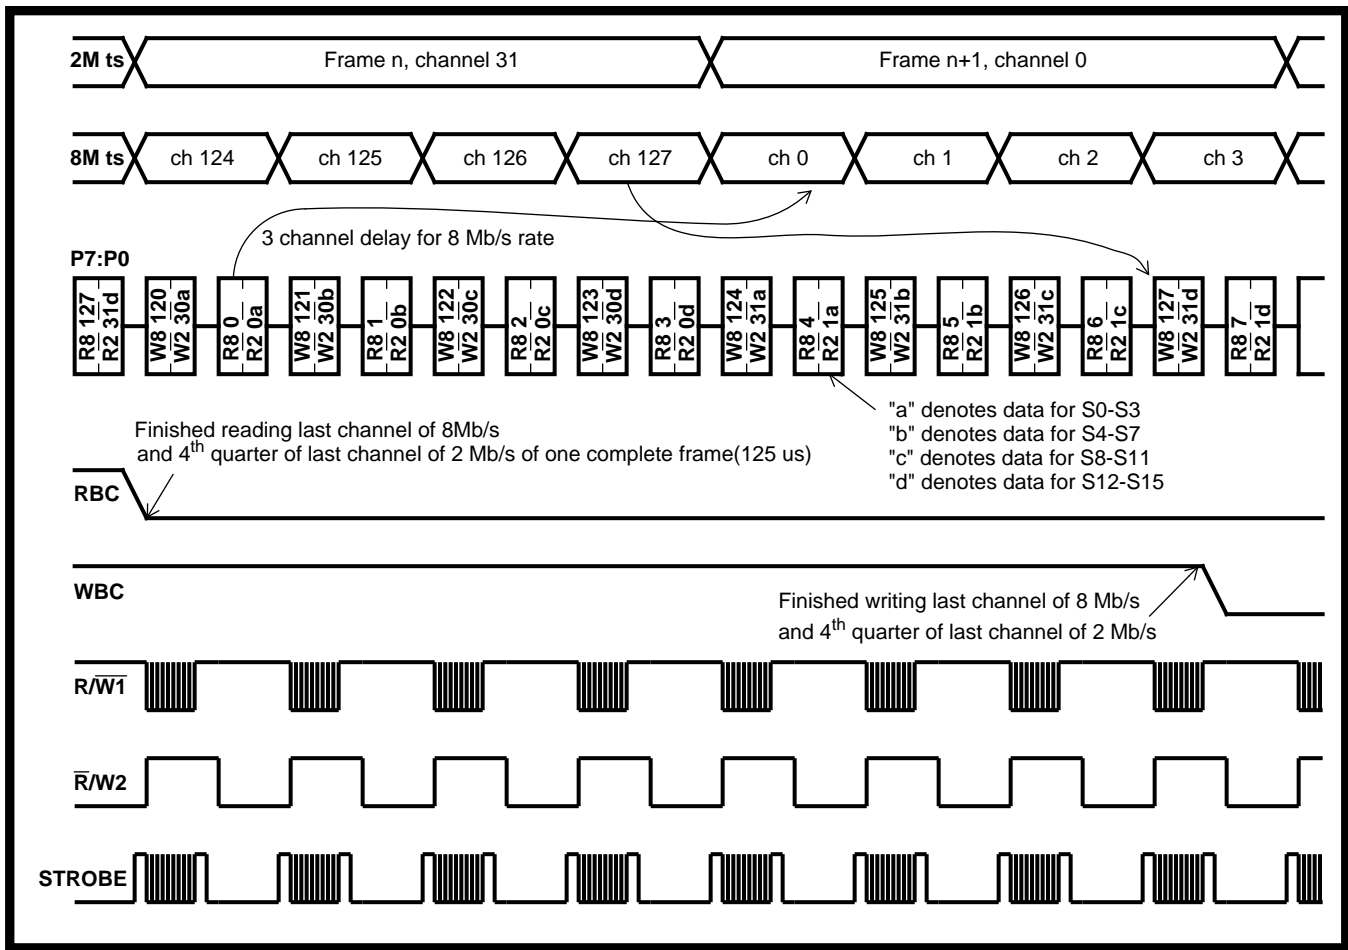 2M ts Frame n, channel 31 Frame n+1, channel 0
8M ts ch 124 ch 125 ch 126 ch 127 ch 0 ch 1 ch 2 ch 3
3 channel delay for 8 Mb/s rate
P7:P0
R8 127
R2 31d
W8 120
W2 30a
R8 0
R2 0a
W8 121
W2 30b
R8 1
R2 0b
W8 122
W2 30c
R8 2
R2 0c
W8 123
W2 30d
R8 3
R2 0d
W8 124
W2 31a
R8 4
R2 1a
W8 125
W2 31b
R8 5
R2 1b
W8 126
W2 31c
R8 6
R2 1c
W8 127
W2 31d
R8 7
R2 1d
"a" denotes data for S0-S3
"b" denotes data for S4-S7
"c" denotes data for S8-S11
"d" denotes data for S12-S15
Finished reading last channel of 8Mb/s
and 4th quarter of last channel of 2 Mb/s of one complete frame(125 us)
RBC
WBC
Finished writing last channel of 8 Mb/s
and 4th quarter of last channel of 2 Mb/s
R/W̅1̅
R̅/W2
STROBE